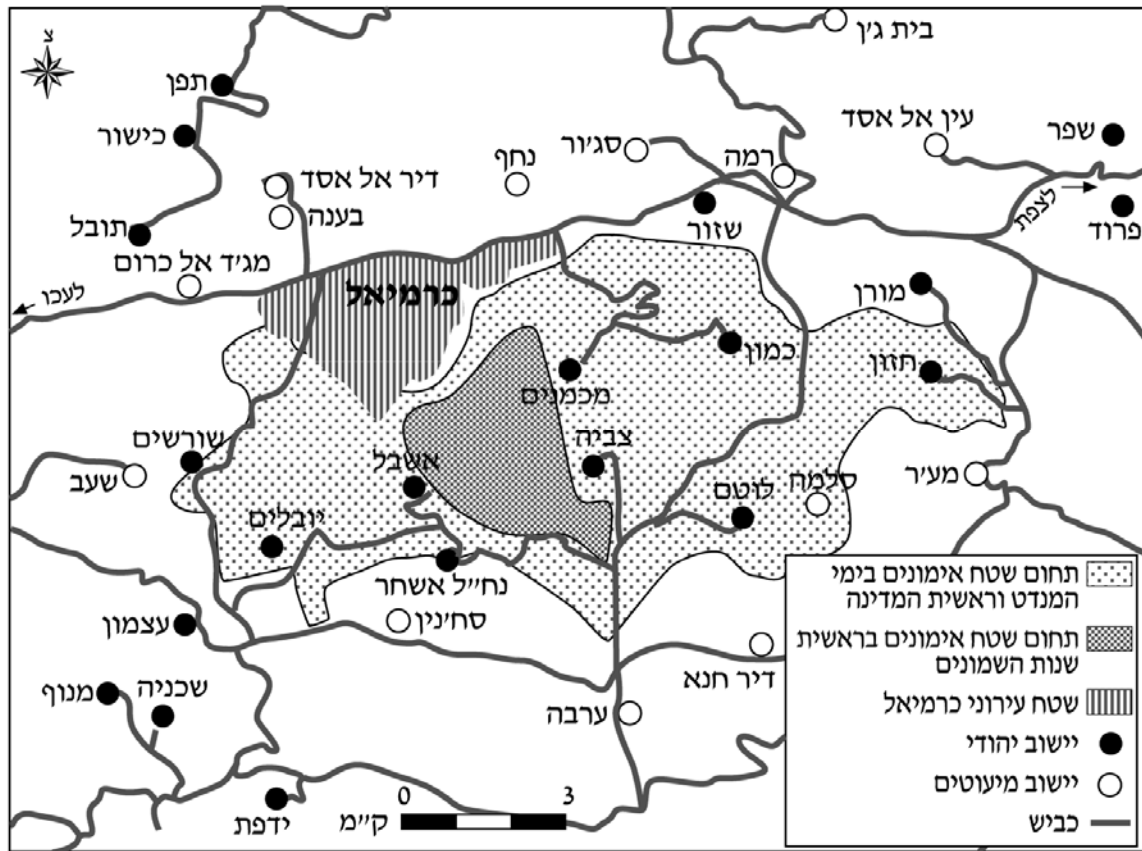 צ
בית ג'ן
תפן
כישור
תובל
דיר אל אסד
בענה
נחף
סג'ור
רמה
עין אל אסד
שפר
לצפת
פרוד
שזור
מג'ד אל כרום
לעכו
כרמיאל
מורן
חזון
כמון
מכמנים
צביה
שורשים
שעב
אשבל
לוטם
סלמה
מע'ר
יובלים
נח"ל אשחר
סח'נין
עצמון
מנוף
שכניה
דיר חנא
ערבה
ידפת
ק"מ
0 3
תחום שטח אימונים בימי
המנדט וראשית המדינה
תחום שטח אימונים בראשית
שנות השמונים
שטח עירוני כרמיאל
יישוב יהודי
יישוב מיעוטים
כביש